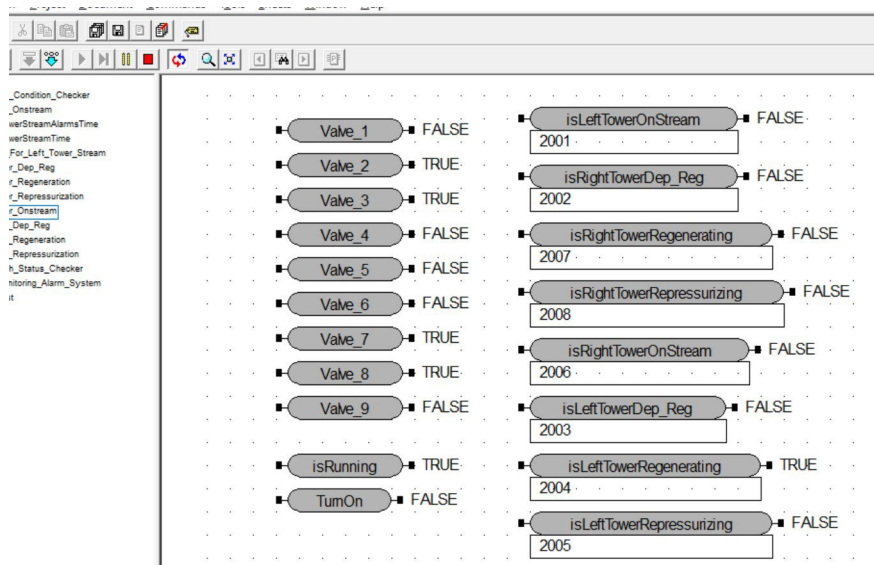 _Condition_Checker
_Onstream
werStreamAlarmsTime
werStreamTime
For_Left_Tower_Stream
r_Dep_Reg
r_Regeneration
r_Repressurization
r_Onstream
_Dep_Reg
_Regeneration
_Repressurization
h_Status_Checker
nitoring_Alarm_System
Valve_1 FALSE
Valve_2 TRUE
Valve_3 TRUE
Valve_4 FALSE
Valve_5 FALSE
Valve_6 FALSE
Valve_7 TRUE
Valve_8 TRUE
Valve_9 FALSE
isRunning TRUE
TurnOn FALSE
isLeftTowerOnStream FALSE
2001
isRightTowerDep_Reg FALSE
2002
isRightTowerRegenerating FALSE
2007
isRightTowerRepressurizing FALSE
2008
isRightTowerOnStream FALSE
2006
isLeftTowerDep_Reg FALSE
2003
isLeftTowerRegenerating TRUE
2004
isLeftTowerRepressurizing FALSE
2005